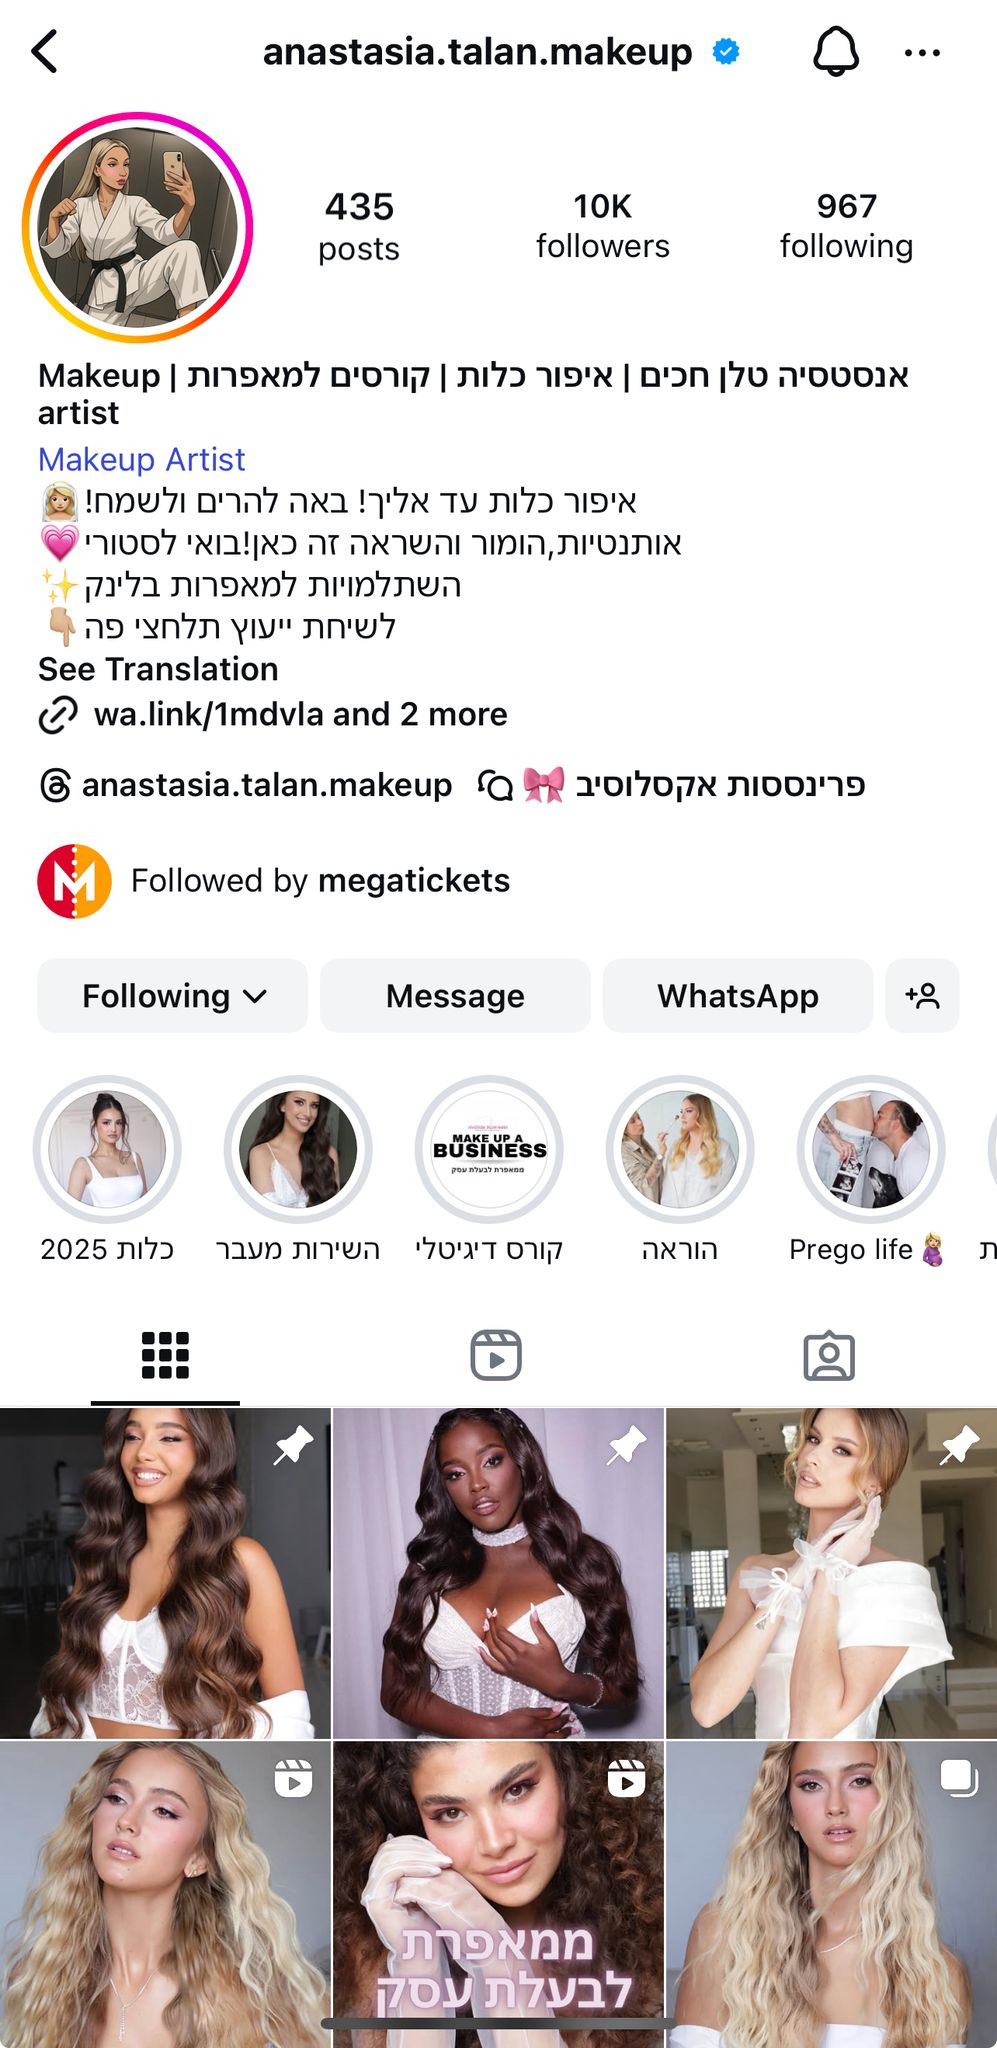 anastasia.talan.makeup
435
posts
10K
followers
967
following
אנסטסיה טלן חכים | איפור כלות | קורסים למאפרות | Makeup
artist
Makeup Artist
איפור כלות עד אליך! באה להרים ולשמח!👰🏼‍♀️
אותנטיות,הומור והשראה זה כאן!בואי לסטורי💗
השתלמויות למאפרות בלינק✨
לשיחת ייעוץ תלחצי פה👇🏼
See Translation
wa.link/1mdvla and 2 more
anastasia.talan.makeup
פרינססות אקסלוסיב 🎀
M
Followed by megatickets
Following
Message
WhatsApp
MAKE UP A
BUSINESS
ממאפרת לבעלת עסק
כלות 2025
השירות מעבר
קורס דיגיטלי
הוראה
Prego life🤰🏼
ת
ממאפרת
לבעלת עסק